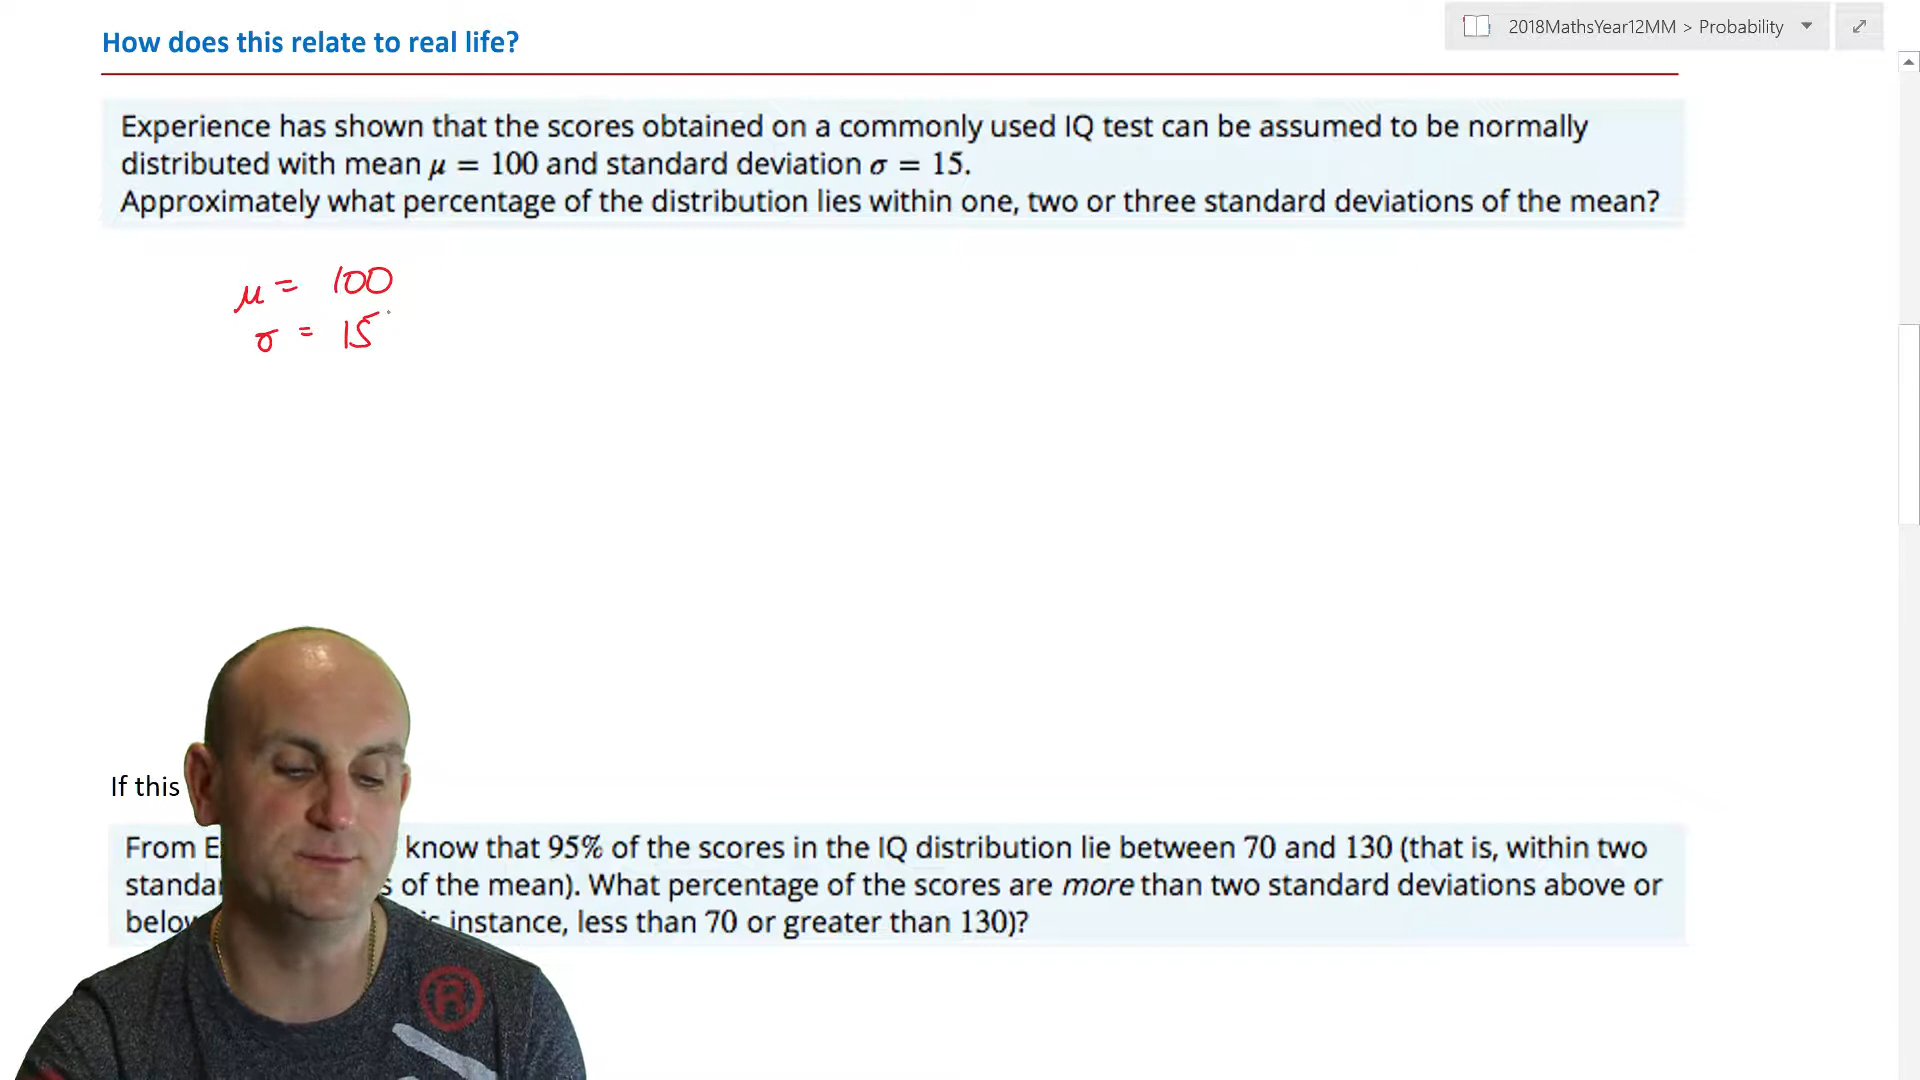 How does this relate to real life?
2018MathsYear12MM > Probability
Experience has shown that the scores obtained on a commonly used IQ test can be assumed to be normally
distributed with mean μ = 100 and standard deviation σ = 15.
Approximately what percentage of the distribution lies within one, two or three standard deviations of the mean?
μ = 100
σ = 15
If this
From know that 95% of the scores in the IQ distribution lie between 70 and 130 (that is, within two
of the mean). What percentage of the scores are more than two standard deviations above or
instance, less than 70 or greater than 130)?
R